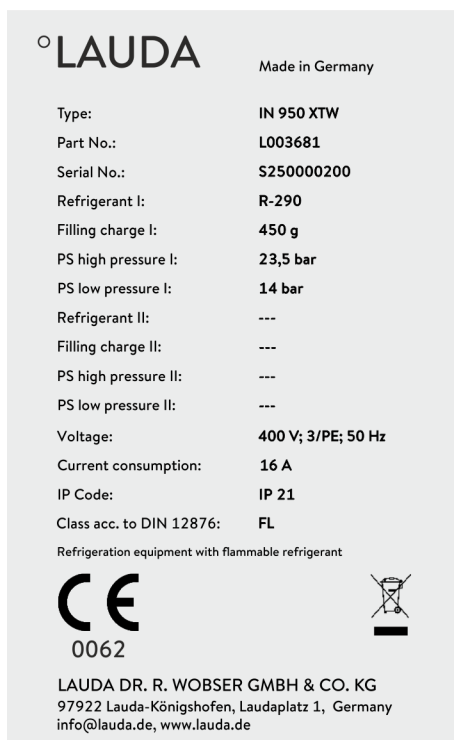 °LAUDA
Made in Germany
Type: IN 950 XTW
Part No.: L003681
Serial No.: S250000200
Refrigerant I: R-290
Filling charge I: 450 g
PS high pressure I: 23,5 bar
PS low pressure I: 14 bar
Refrigerant II: ---
Filling charge II: ---
PS high pressure II: ---
PS low pressure II: ---
Voltage: 400 V; 3/PE; 50 Hz
Current consumption: 16 A
IP Code: IP 21
Class acc. to DIN 12876: FL
Refrigeration equipment with flammable refrigerant
CE
0062
LAUDA DR. R. WOBSER GMBH & CO. KG
97922 Lauda-Königshofen, Laudaplatz 1, Germany
info@lauda.de, www.lauda.de